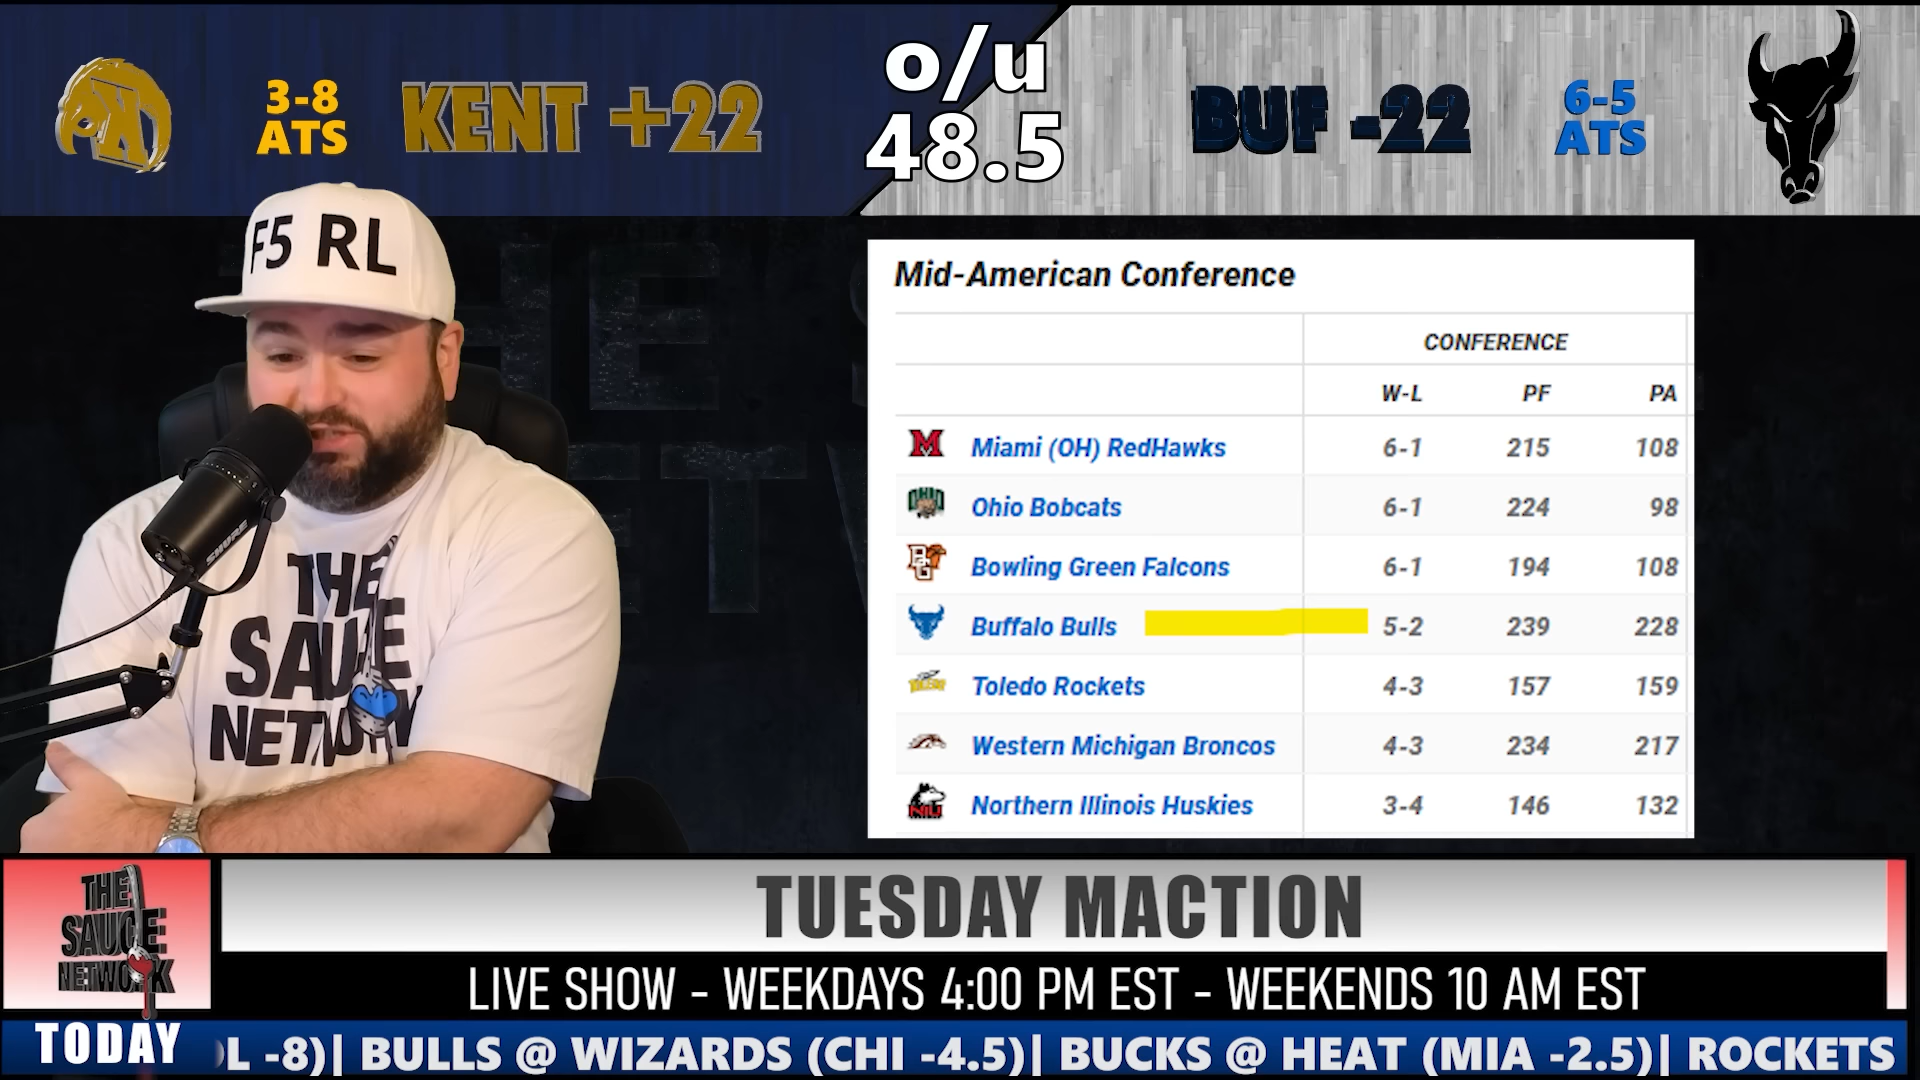 3-8
ATS
KENT +22
o/u
48.5
BUF -22
6-5
ATS
F5 RL
Mid-American Conference
CONFERENCE
W-L PF PA
Miami (OH) RedHawks 6-1 215 108
Ohio Bobcats 6-1 224 98
Bowling Green Falcons 6-1 194 108
Buffalo Bulls 5-2 239 228
Toledo Rockets 4-3 157 159
Western Michigan Broncos 4-3 234 217
Northern Illinois Huskies 3-4 146 132
SHURE
THE
SAUCE
NETWORK
THE
SAUCE
NETWORK
TUESDAY MACTION
LIVE SHOW - WEEKDAYS 4:00 PM EST - WEEKENDS 10 AM EST
TODAY
L -8)| BULLS @ WIZARDS (CHI -4.5)| BUCKS @ HEAT (MIA -2.5)| ROCKETS